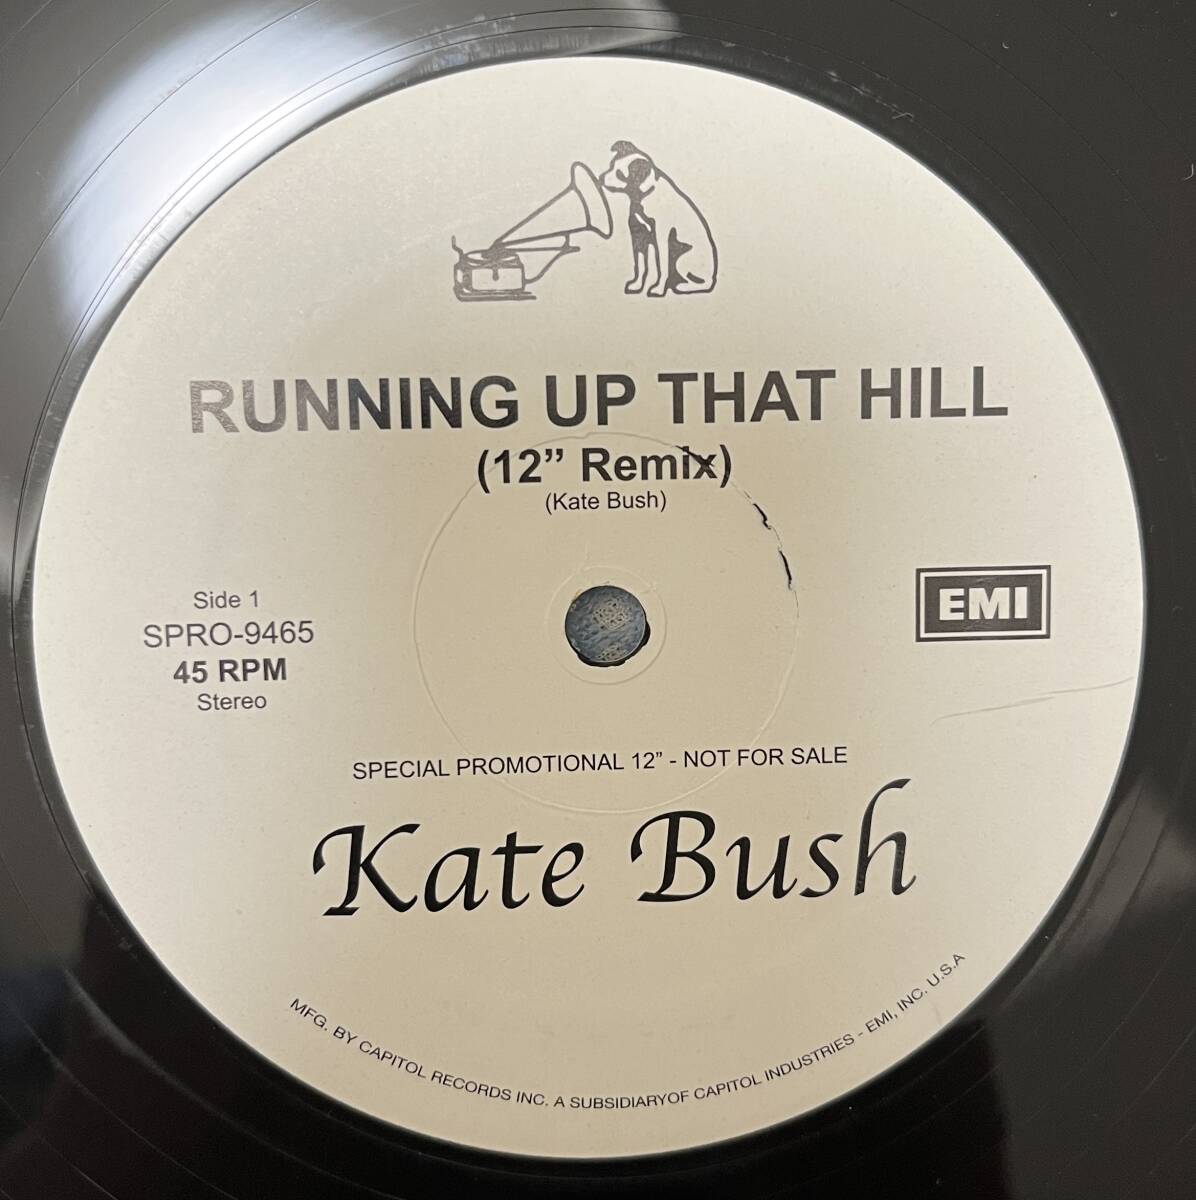 RUNNING UP THAT HILL
(12” Remix)
(Kate Bush)
Side 1
SPRO-9465
45 RPM
Stereo
EMI
SPECIAL PROMOTIONAL 12” - NOT FOR SALE
Kate Bush
MFG. BY CAPITOL RECORDS INC. A SUBSIDIARYOF CAPITOL INDUSTRIES - EMI, INC. U.S.A